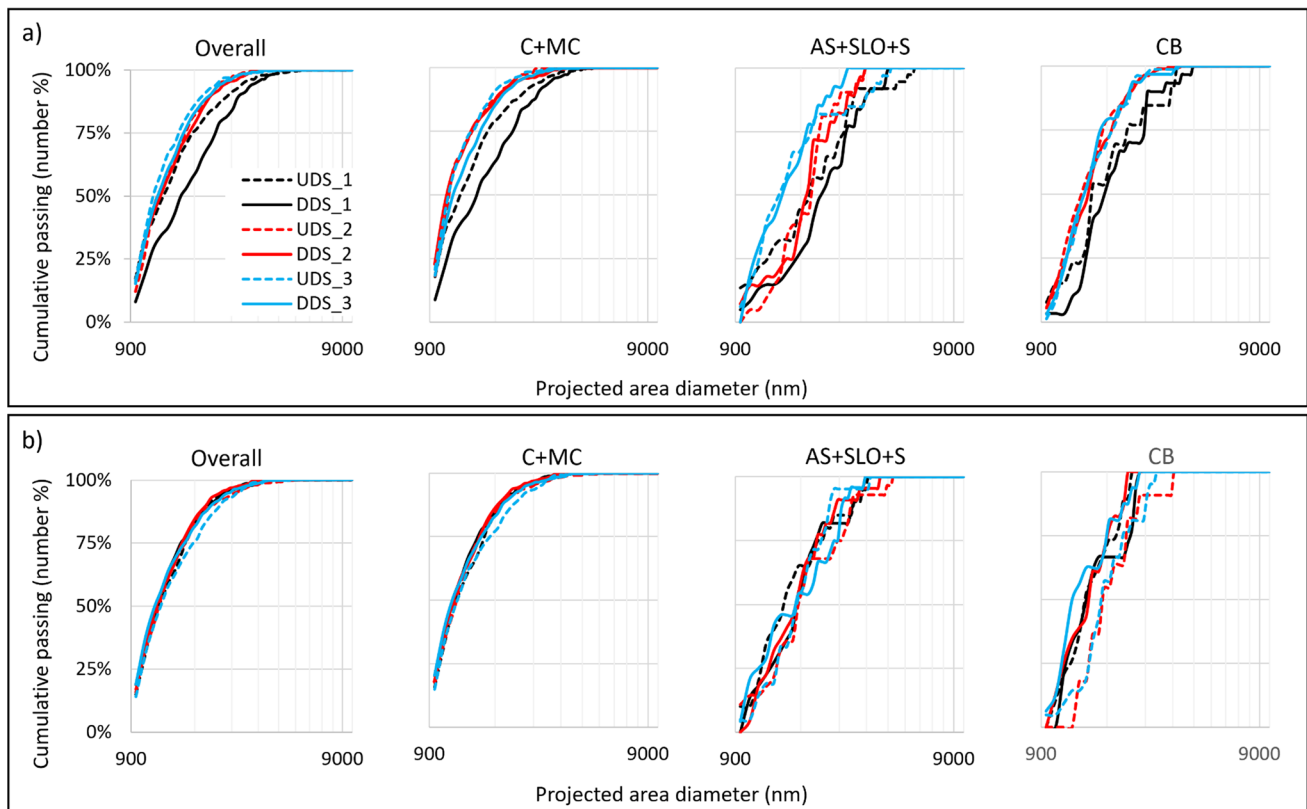 a)
Overall
C+MC
AS+SLO+S
CB
Cumulative passing (number %)
100%
75%
50%
25%
0%
UDS_1
DDS_1
UDS_2
DDS_2
UDS_3
DDS_3
900
9000
900
9000
900
9000
900
9000
Projected area diameter (nm)
b)
Overall
C+MC
AS+SLO+S
CB
Cumulative passing (number %)
100%
75%
50%
25%
0%
900
9000
900
9000
900
9000
900
9000
Projected area diameter (nm)